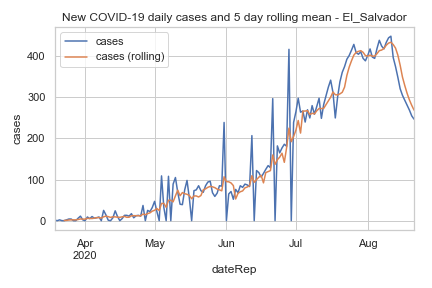 New COVID-19 daily cases and 5 day rolling mean - El_Salvador
cases
cases (rolling)
400
300
200
100
0
cases
Apr
2020
May
Jun
Jul
Aug
dateRep